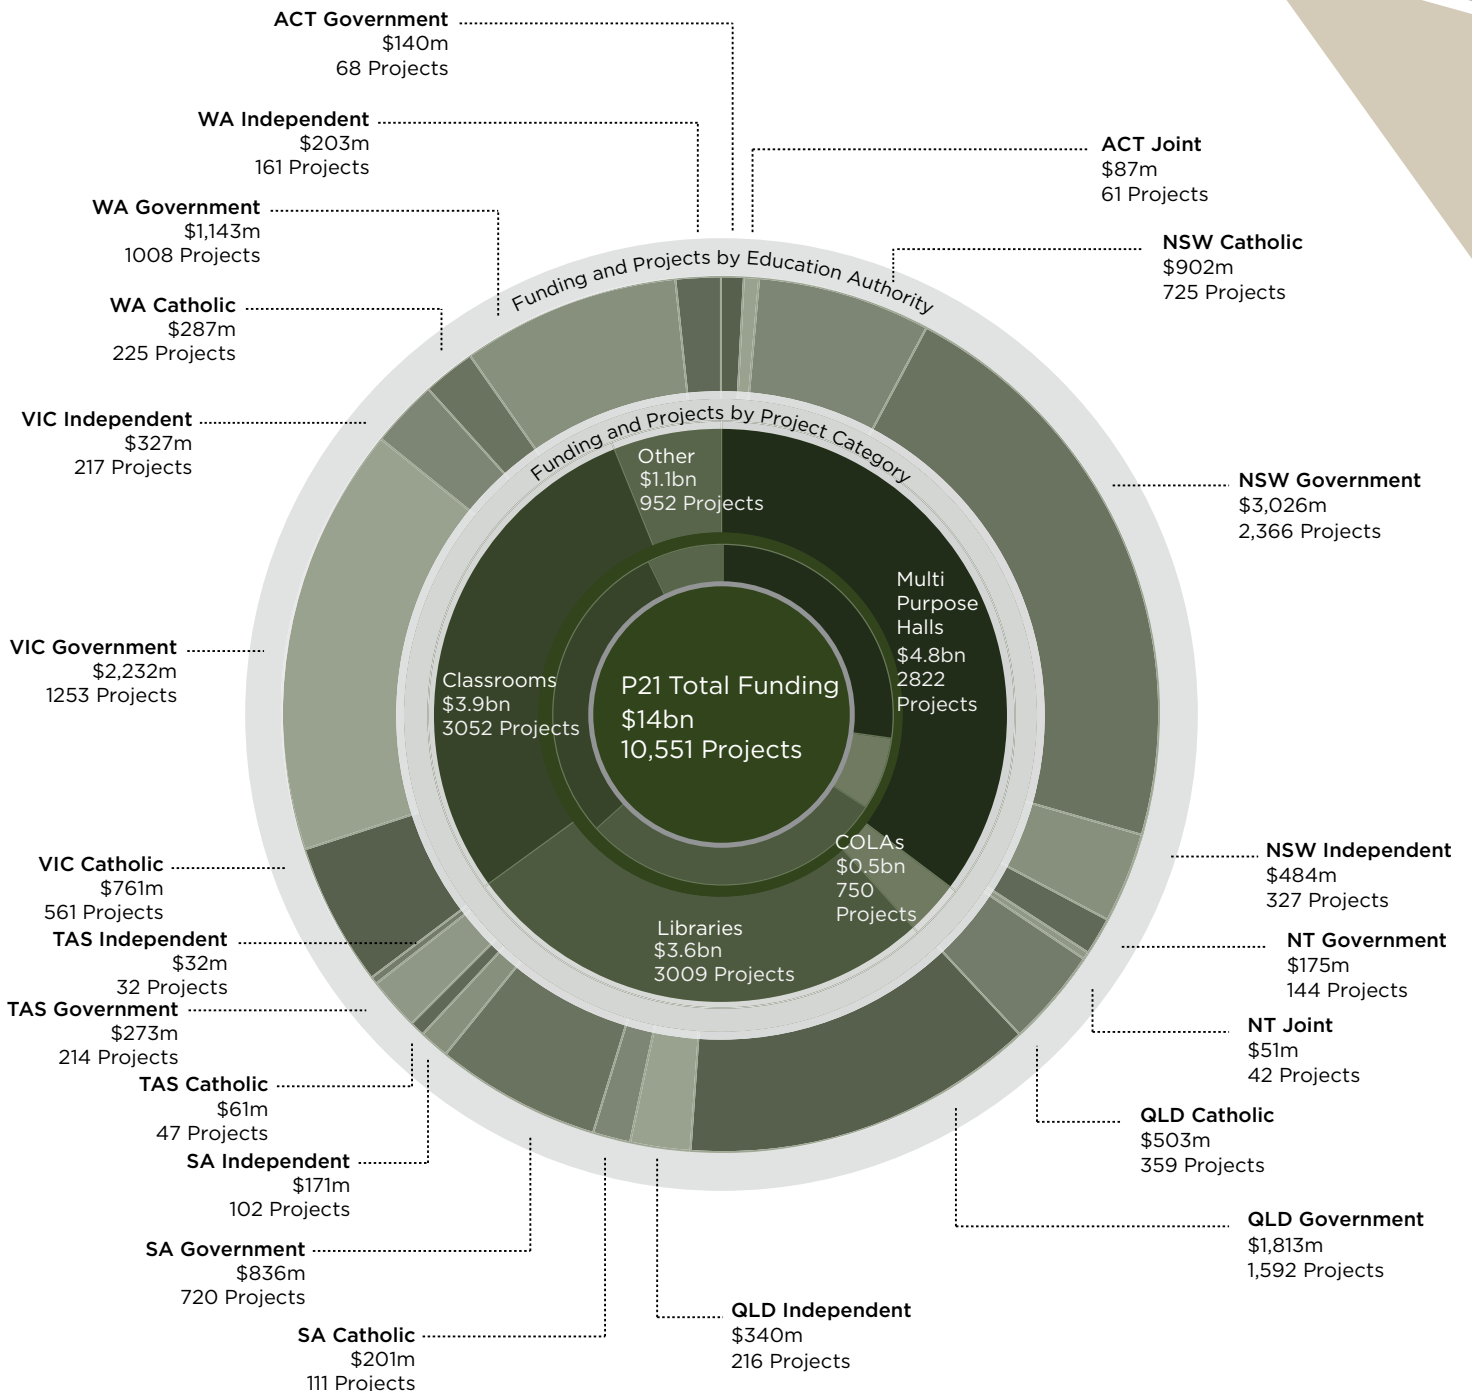 ACT Government
$140m
68 Projects
WA Independent
$203m
161 Projects
ACT Joint
$87m
61 Projects
WA Government
$1,143m
1008 Projects
NSW Catholic
$902m
725 Projects
WA Catholic
$287m
225 Projects
VIC Independent
$327m
217 Projects
NSW Government
$3,026m
2,366 Projects
VIC Government
$2,232m
1253 Projects
VIC Catholic
$761m
561 Projects
NSW Independent
$484m
327 Projects
TAS Independent
$32m
32 Projects
NT Government
$175m
144 Projects
TAS Government
$273m
214 Projects
NT Joint
$51m
42 Projects
TAS Catholic
$61m
47 Projects
QLD Catholic
$503m
359 Projects
SA Independent
$171m
102 Projects
QLD Government
$1,813m
1,592 Projects
SA Government
$836m
720 Projects
QLD Independent
$340m
216 Projects
SA Catholic
$201m
111 Projects
Funding and Projects by Education Authority
Funding and Projects by Project Category
Other
$1.1bn
952 Projects
Multi
Purpose
Halls
$4.8bn
2822
Projects
Classrooms
$3.9bn
3052 Projects
P21 Total Funding
$14bn
10,551 Projects
COLAs
$0.5bn
750
Projects
Libraries
$3.6bn
3009 Projects